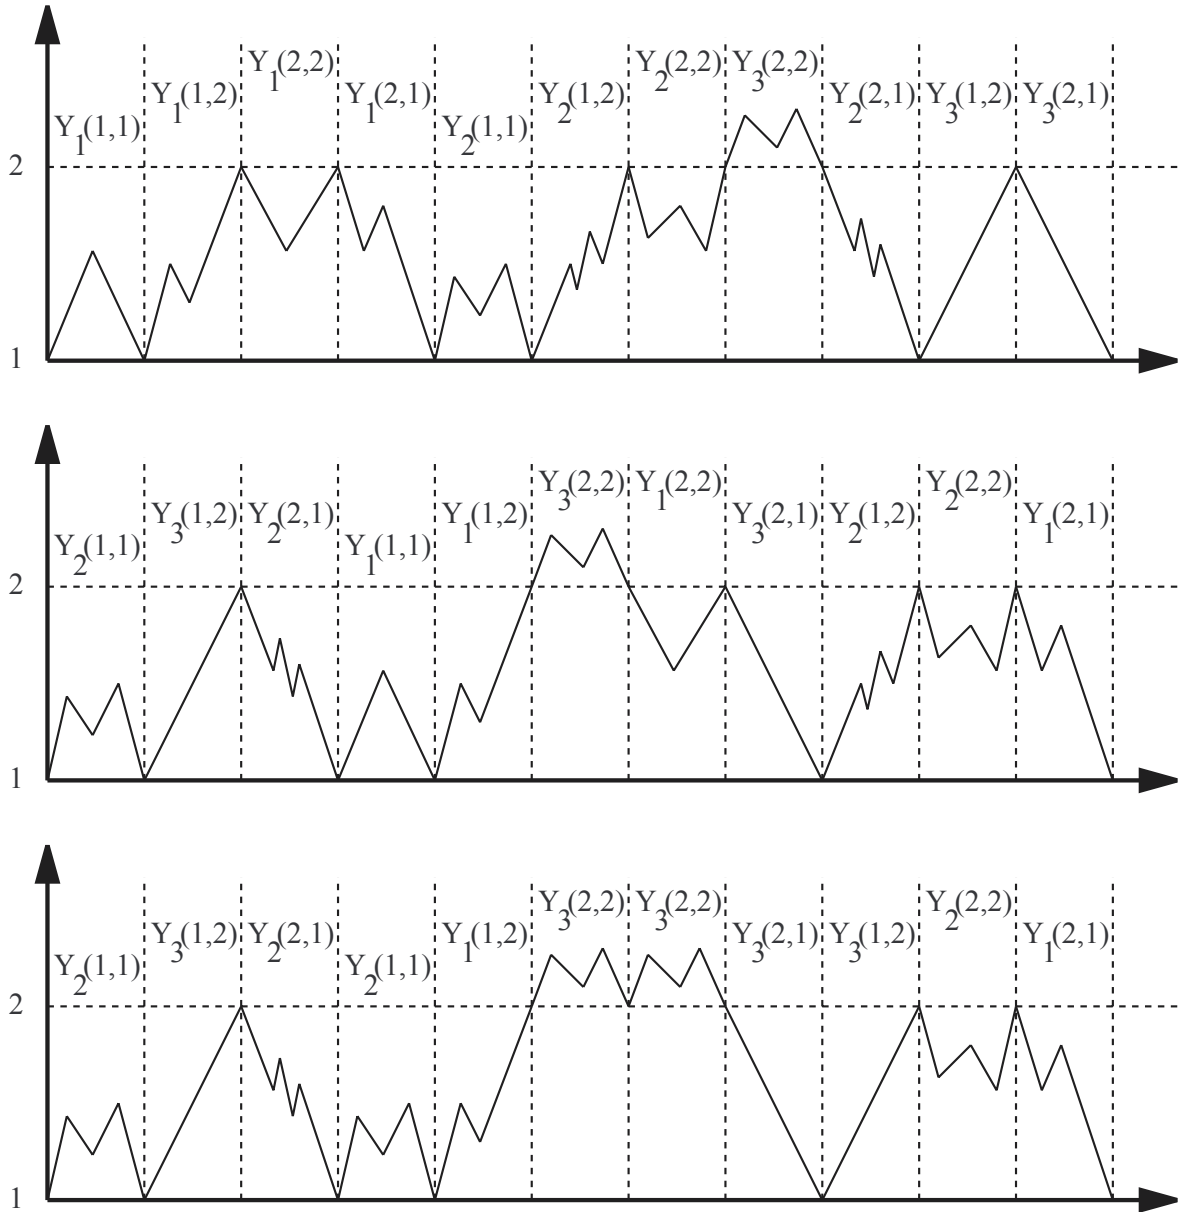 Y₁(1,1) Y₁(1,2) Y₁(2,2) Y₁(2,1) Y₂(1,1) Y₂(1,2) Y₂(2,2) Y₃(2,2) Y₂(2,1) Y₃(1,2) Y₃(2,1)
2
1
Y₂(1,1) Y₃(1,2) Y₂(2,1) Y₁(1,1) Y₁(1,2) Y₃(2,2) Y₁(2,2) Y₃(2,1) Y₂(1,2) Y₂(2,2) Y₁(2,1)
2
1
Y₂(1,1) Y₃(1,2) Y₂(2,1) Y₂(1,1) Y₁(1,2) Y₃(2,2) Y₃(2,2) Y₃(2,1) Y₃(1,2) Y₂(2,2) Y₁(2,1)
2
1